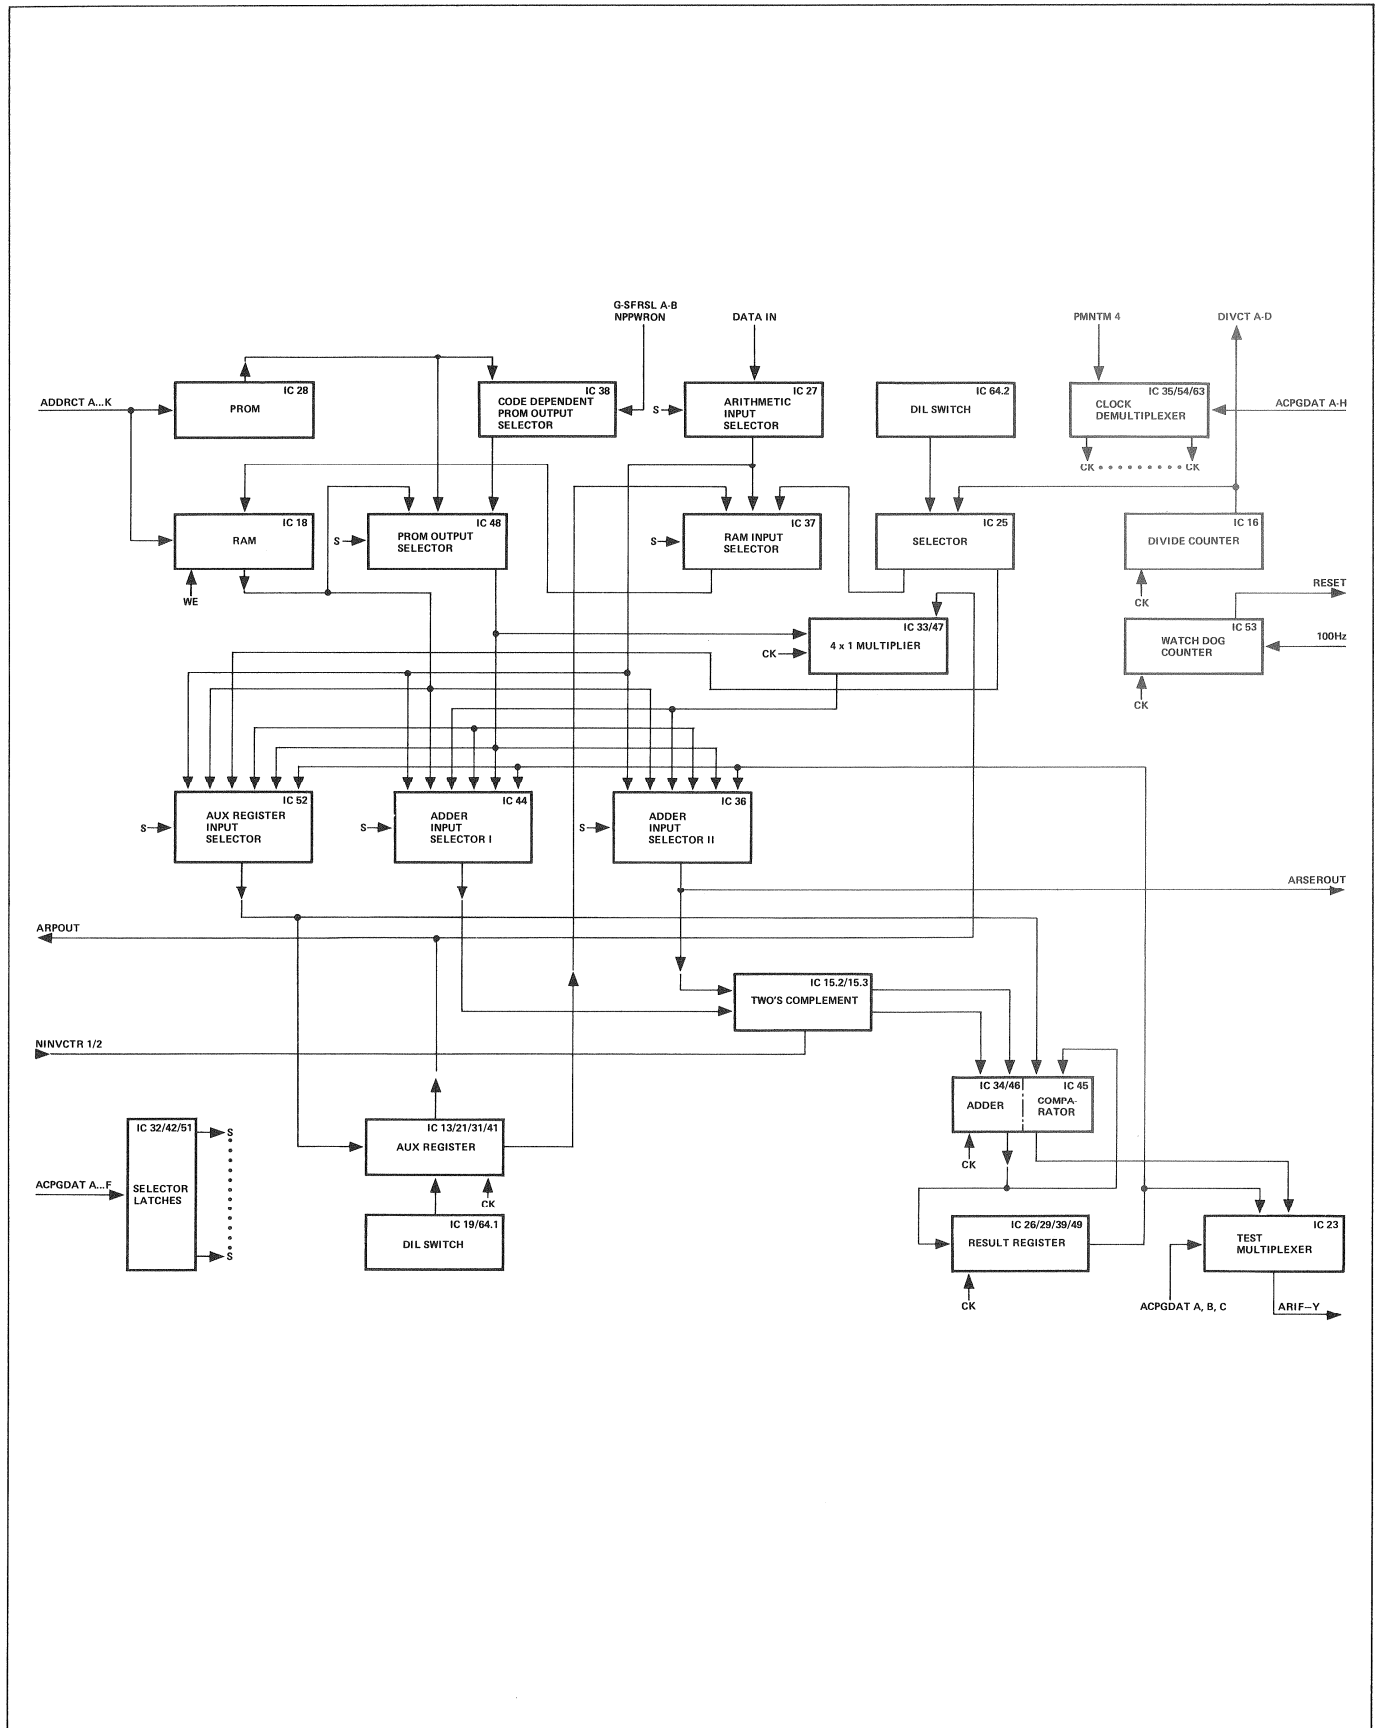 G-SFRSL A-B
NPPWRON
DATA IN
PMNTM 4
DIVCT A-D
ADDRCT A...K
IC 28
PROM
IC 38
CODE DEPENDENT
PROM OUTPUT
SELECTOR
S
IC 27
ARITHMETIC
INPUT
SELECTOR
IC 64.2
DIL SWITCH
IC 35/54/63
CLOCK
DEMULTIPLEXER
ACPGDAT A-H
CK
CK
IC 18
RAM
WE
S
IC 48
PROM OUTPUT
SELECTOR
S
IC 37
RAM INPUT
SELECTOR
IC 25
SELECTOR
IC 16
DIVIDE COUNTER
CK
RESET
IC 33/47
4 x 1 MULTIPLIER
CK
IC 53
WATCH DOG
COUNTER
100Hz
CK
S
IC 52
AUX REGISTER
INPUT
SELECTOR
S
IC 44
ADDER
INPUT
SELECTOR I
S
IC 36
ADDER
INPUT
SELECTOR II
ARSEROUT
ARPOUT
IC 15.2/15.3
TWO'S COMPLEMENT
NINVCTR 1/2
IC 34/46
ADDER
IC 45
COMPA-
RATOR
CK
IC 32/42/51
SELECTOR
LATCHES
S
S
ACPGDAT A...F
IC 13/21/31/41
AUX REGISTER
CK
IC 19/64.1
DIL SWITCH
IC 26/29/39/49
RESULT REGISTER
CK
IC 23
TEST
MULTIPLEXER
ACPGDAT A, B, C
ARIF–Y